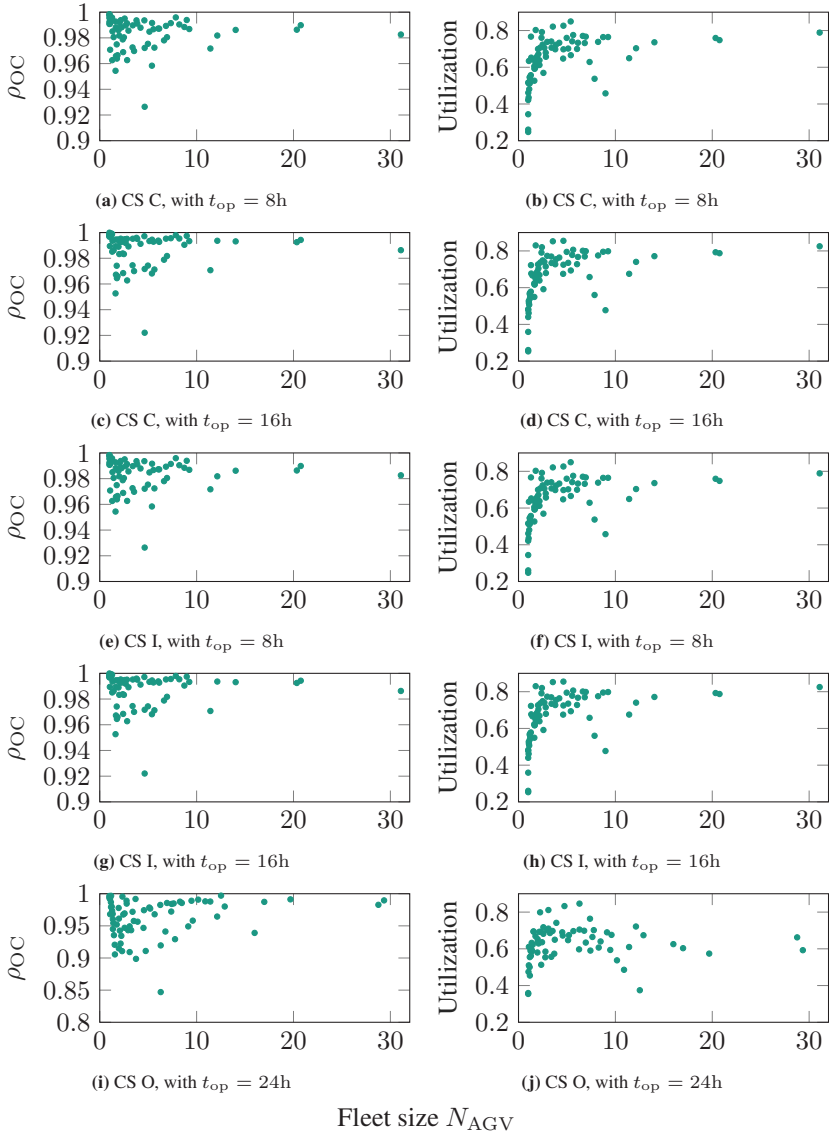 1
0.98
0.96
0.94
0.92
0.9
ρOC
0 10 20 30
(a) CS C, with top = 8h
0.8
0.6
0.4
0.2
Utilization
0 10 20 30
(b) CS C, with top = 8h
1
0.98
0.96
0.94
0.92
0.9
ρOC
0 10 20 30
(c) CS C, with top = 16h
0.8
0.6
0.4
0.2
Utilization
0 10 20 30
(d) CS C, with top = 16h
1
0.98
0.96
0.94
0.92
0.9
ρOC
0 10 20 30
(e) CS I, with top = 8h
0.8
0.6
0.4
0.2
Utilization
0 10 20 30
(f) CS I, with top = 8h
1
0.98
0.96
0.94
0.92
0.9
ρOC
0 10 20 30
(g) CS I, with top = 16h
0.8
0.6
0.4
0.2
Utilization
0 10 20 30
(h) CS I, with top = 16h
1
0.95
0.9
0.85
0.8
ρOC
0 10 20 30
(i) CS O, with top = 24h
0.8
0.6
0.4
0.2
Utilization
0 10 20 30
(j) CS O, with top = 24h
Fleet size NAGV